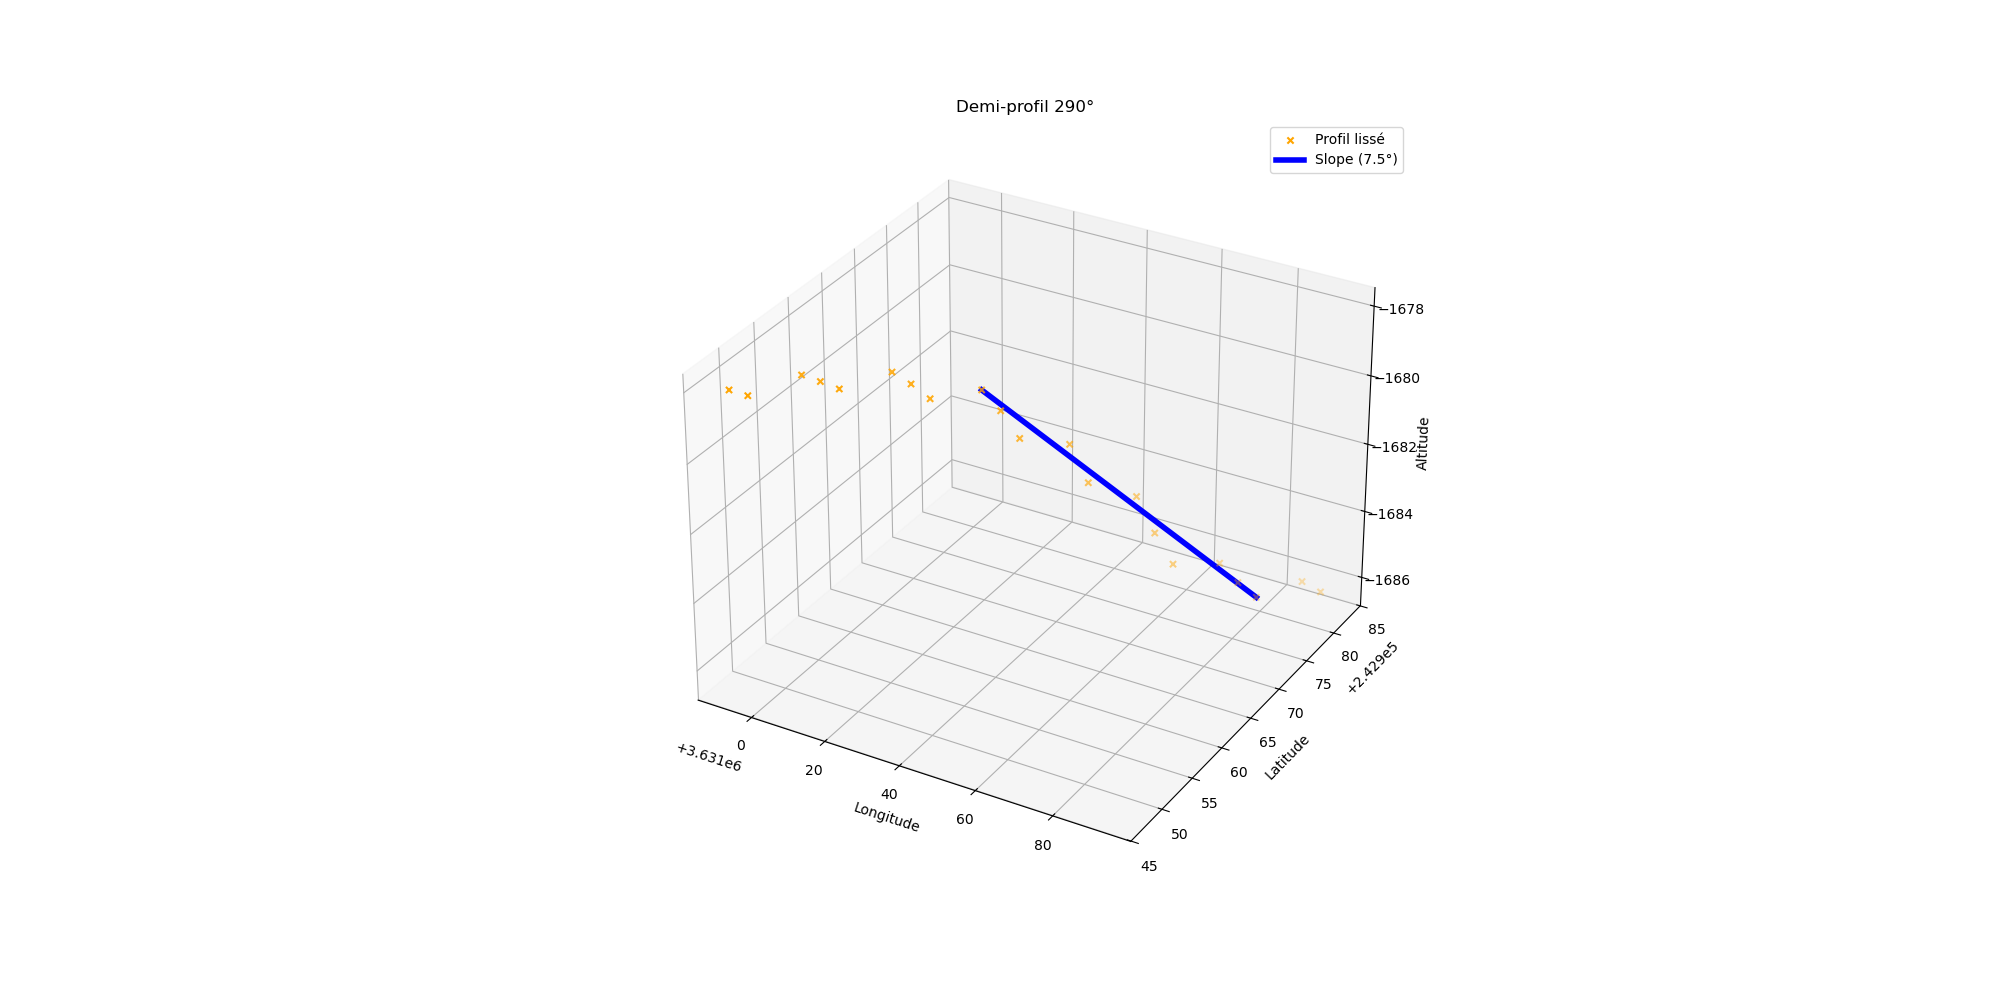 Demi-profil 290°
Profil lissé
Slope (7.5°)
−1678
−1680
−1682
−1684
−1686
Altitude
85
80
75
70
65
60
55
50
45
+2.429e5
Latitude
0
20
40
60
80
+3.631e6
Longitude